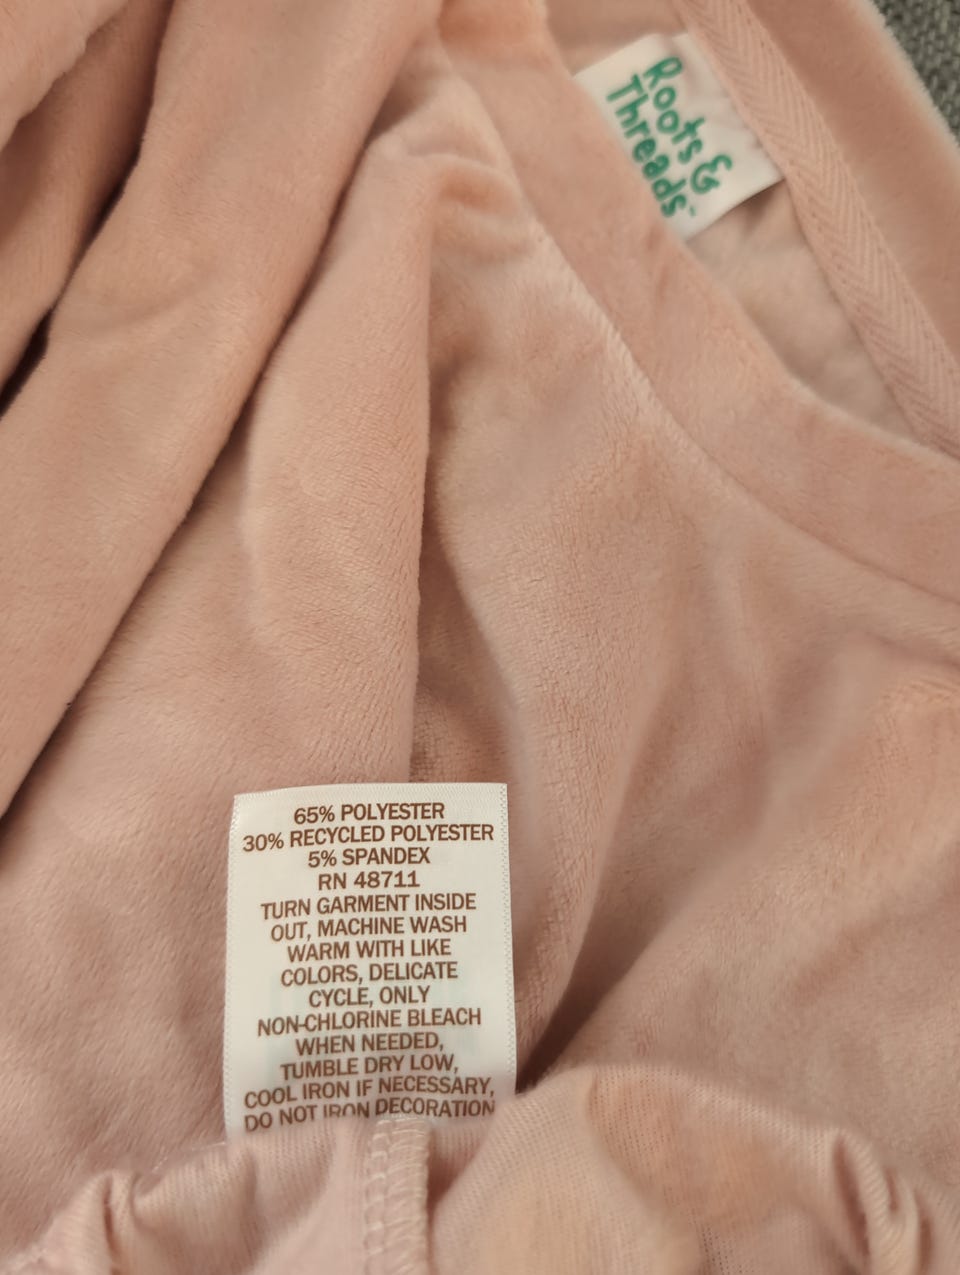 Roots &
Threads™
65% POLYESTER
30% RECYCLED POLYESTER
5% SPANDEX
RN 48711
TURN GARMENT INSIDE
OUT, MACHINE WASH
WARM WITH LIKE
COLORS, DELICATE
CYCLE, ONLY
NON-CHLORINE BLEACH
WHEN NEEDED,
TUMBLE DRY LOW,
COOL IRON IF NECESSARY,
DO NOT IRON DECORATION